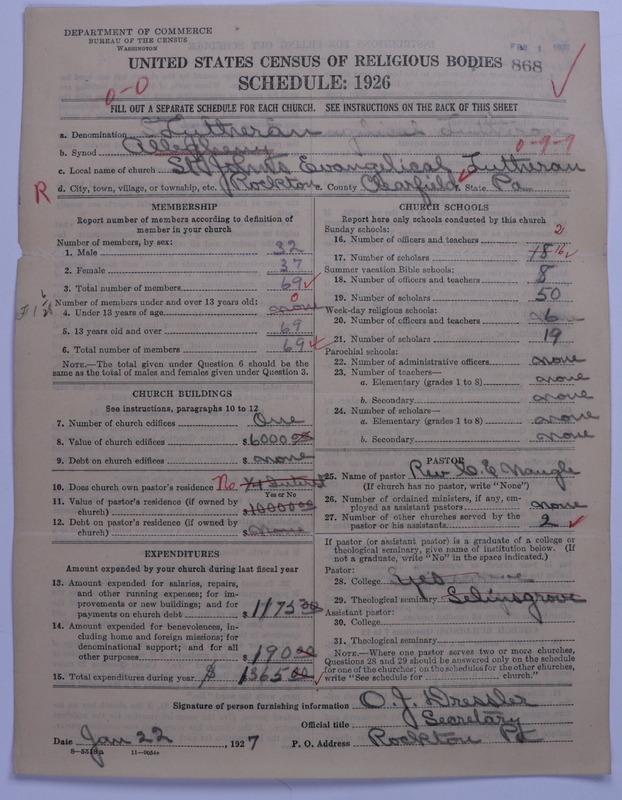 DEPARTMENT OF COMMERCE
BUREAU OF THE CENSUS
WASHINGTON
FEB 1
868
UNITED STATES CENSUS OF RELIGIOUS BODIES
SCHEDULE: 1926
0-0
FILL OUT A SEPARATE SCHEDULE FOR EACH CHURCH. SEE INSTRUCTIONS ON THE BACK OF THIS SHEET
a. Denomination Lutheran
b. Synod Allegheny 0-9-9
c. Local name of church St. Johns Evangelical Lutheran
R d. City, town, village, or township, etc. Rockton County Clearfield State Pa
MEMBERSHIP
Report number of members according to definition of
member in your church
Number of members, by sex:
1. Male 32
2. Female 37
3. Total number of members 69
Number of members under and over 13 years old:
4. Under 13 years of age none 0
5. 13 years old and over 69
6. Total number of members 69
NOTE.—The total given under Question 6 should be the
same as the total of males and females given under Question 3.
CHURCH BUILDINGS
See instructions, paragraphs 10 to 12
7. Number of church edifices One
8. Value of church edifices $6000 00
9. Debt on church edifices $ none
10. Does church own pastor's residence No
Yes or No
11. Value of pastor's residence (if owned by
church) $1000 00
12. Debt on pastor's residence (if owned by
church) $ None
EXPENDITURES
Amount expended by your church during last fiscal year
13. Amount expended for salaries, repairs,
and other running expenses; for im-
provements or new buildings; and for
payments on church debt $1175 00
14. Amount expended for benevolences, in-
cluding home and foreign missions; for
denominational support; and for all
other purposes $190 00
15. Total expenditures during year $ 1365 00
CHURCH SCHOOLS
Report here only schools conducted by this church
Sunday schools:
16. Number of officers and teachers
17. Number of scholars
Summer vacation Bible schools:
18. Number of officers and teachers 8
19. Number of scholars 50
Week-day religious schools:
20. Number of officers and teachers 6
21. Number of scholars 19
Parochial schools:
22. Number of administrative officers none
23. Number of teachers—
a. Elementary (grades 1 to 8) none
b. Secondary none
24. Number of scholars—
a. Elementary (grades 1 to 8) none
b. Secondary none
PASTOR
25. Name of pastor Rev C. E Naugle
(If church has no pastor, write "None")
26. Number of ordained ministers, if any, em-
ployed as assistant pastors none
27. Number of other churches served by the
pastor or his assistants 2
If pastor (or assistant pastor) is a graduate of a college or
theological seminary, give name of institution below. (If
not a graduate, write "No" in the space indicated.)
Pastor:
28. College Yes
29. Theological seminary Selinsgrove
Assistant pastor:
30. College
31. Theological seminary
NOTE.—Where one pastor serves two or more churches,
Questions 28 and 29 should be answered only on the schedule
for one of the churches; on the schedules for the other churches,
write "See schedule for church."
Signature of person furnishing information O. J. Dressler
Official title Secretary
Date Jan 22, 1927 P. O. Address Rockton Pa
11—9034a